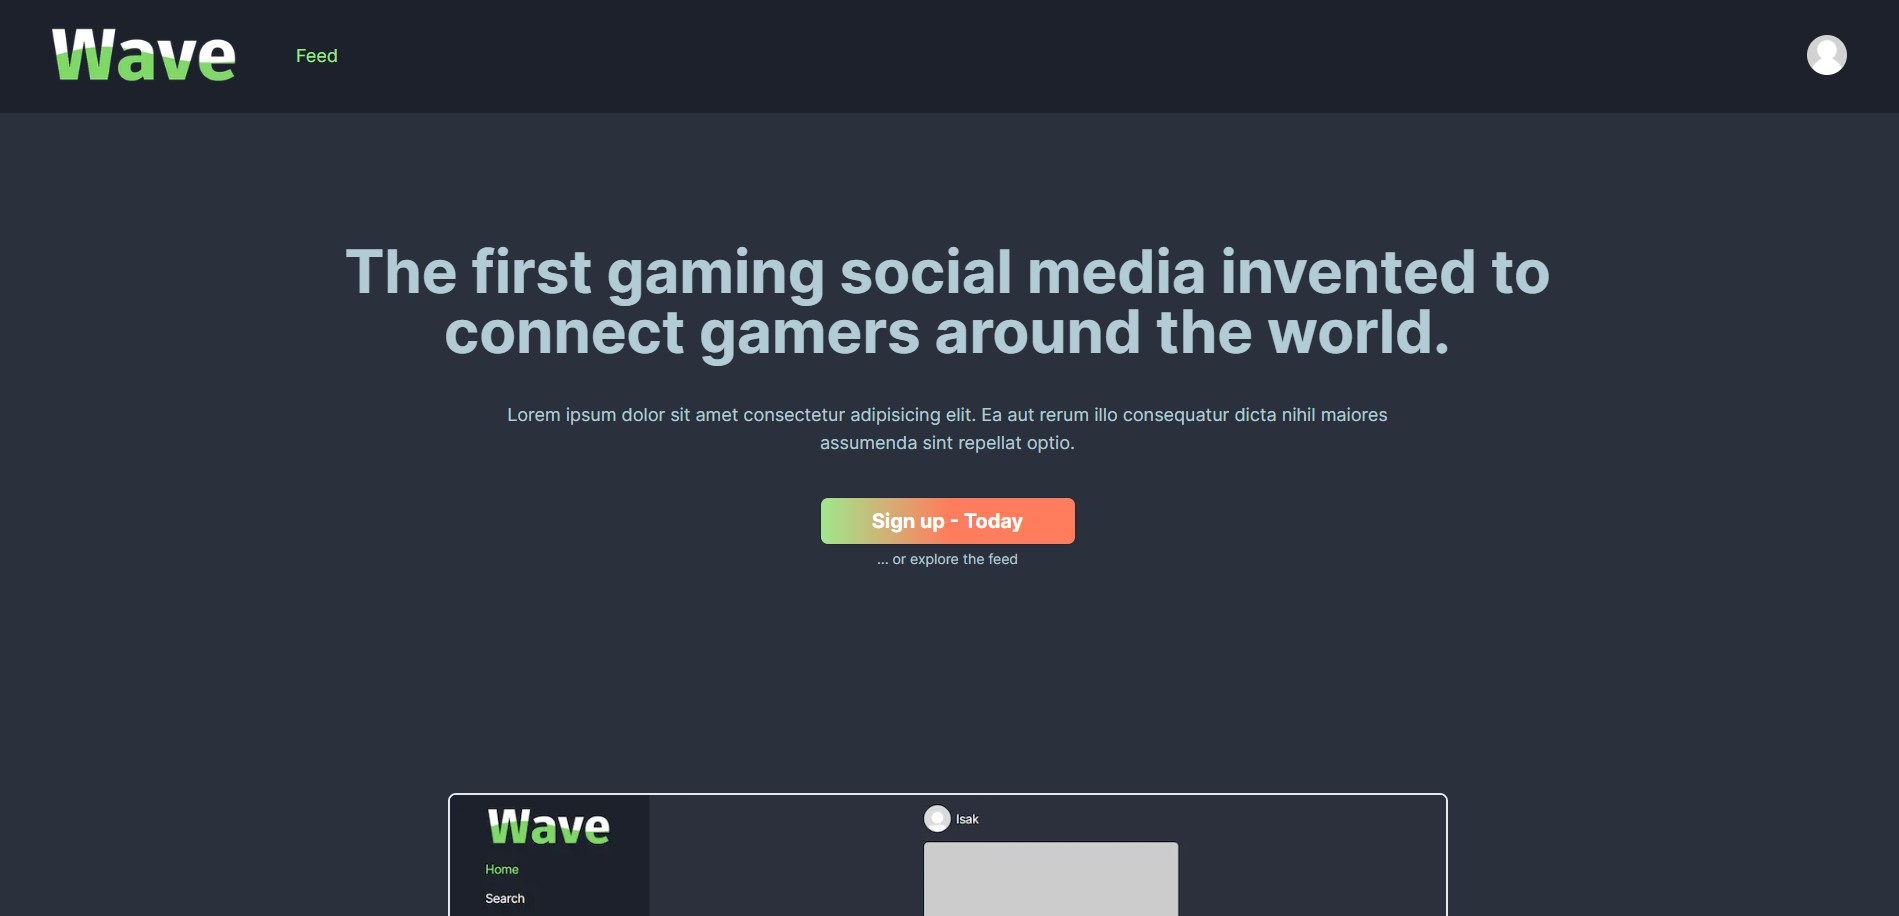 Wave
Feed
The first gaming social media invented to
connect gamers around the world.
Lorem ipsum dolor sit amet consectetur adipisicing elit. Ea aut rerum illo consequatur dicta nihil maiores
assumenda sint repellat optio.
Sign up - Today
... or explore the feed
Wave
Isak
Home
Search